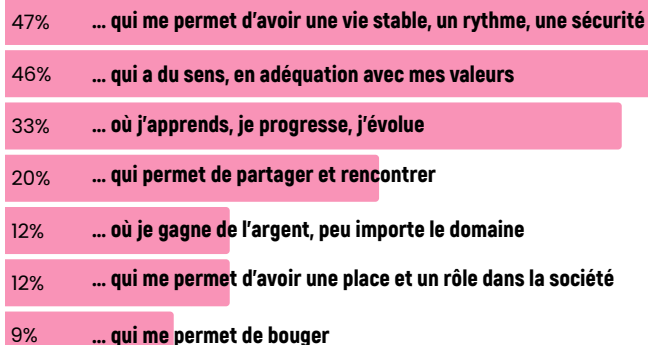 47% ... qui me permet d'avoir une vie stable, un rythme, une sécurité
46% ... qui a du sens, en adéquation avec mes valeurs
33% ... où j'apprends, je progresse, j'évolue
20% ... qui permet de partager et rencontrer
12% ... où je gagne de l'argent, peu importe le domaine
12% ... qui me permet d'avoir une place et un rôle dans la société
9% ... qui me permet de bouger